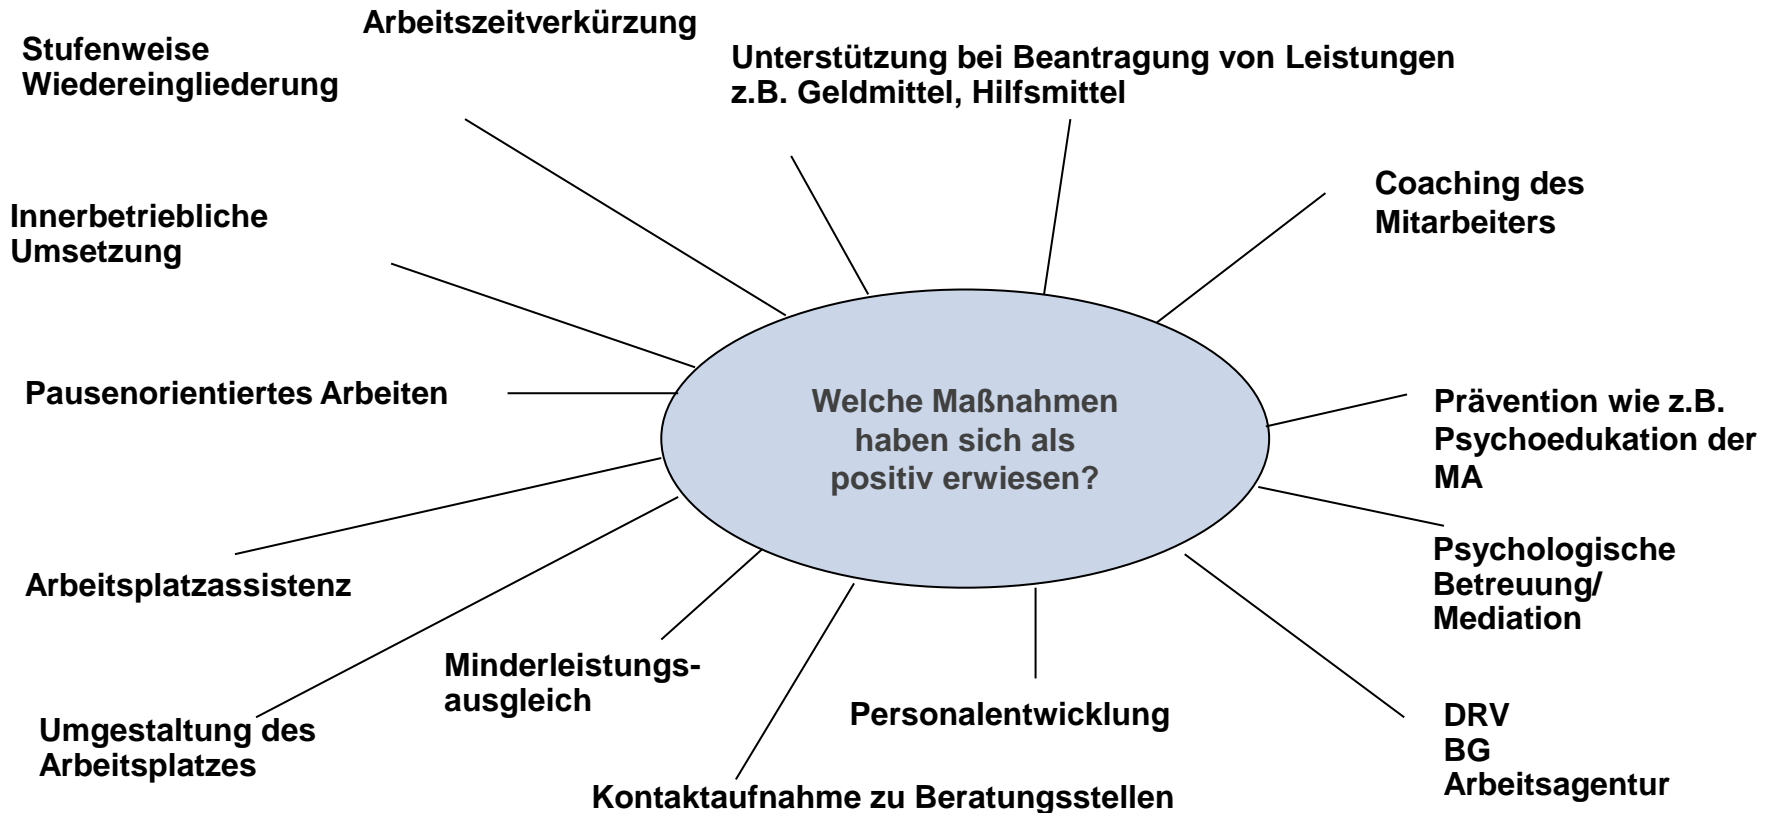 Arbeitszeitverkürzung
Stufenweise
Wiedereingliederung
Unterstützung bei Beantragung von Leistungen
z.B. Geldmittel, Hilfsmittel
Coaching des
Mitarbeiters
Innerbetriebliche
Umsetzung
Pausenorientiertes Arbeiten
Welche Maßnahmen
haben sich als
positiv erwiesen?
Prävention wie z.B.
Psychoedukation der
MA
Psychologische
Betreuung/
Mediation
Arbeitsplatzassistenz
Minderleistungs-
ausgleich
Personalentwicklung
DRV
BG
Arbeitsagentur
Umgestaltung des
Arbeitsplatzes
Kontaktaufnahme zu Beratungsstellen